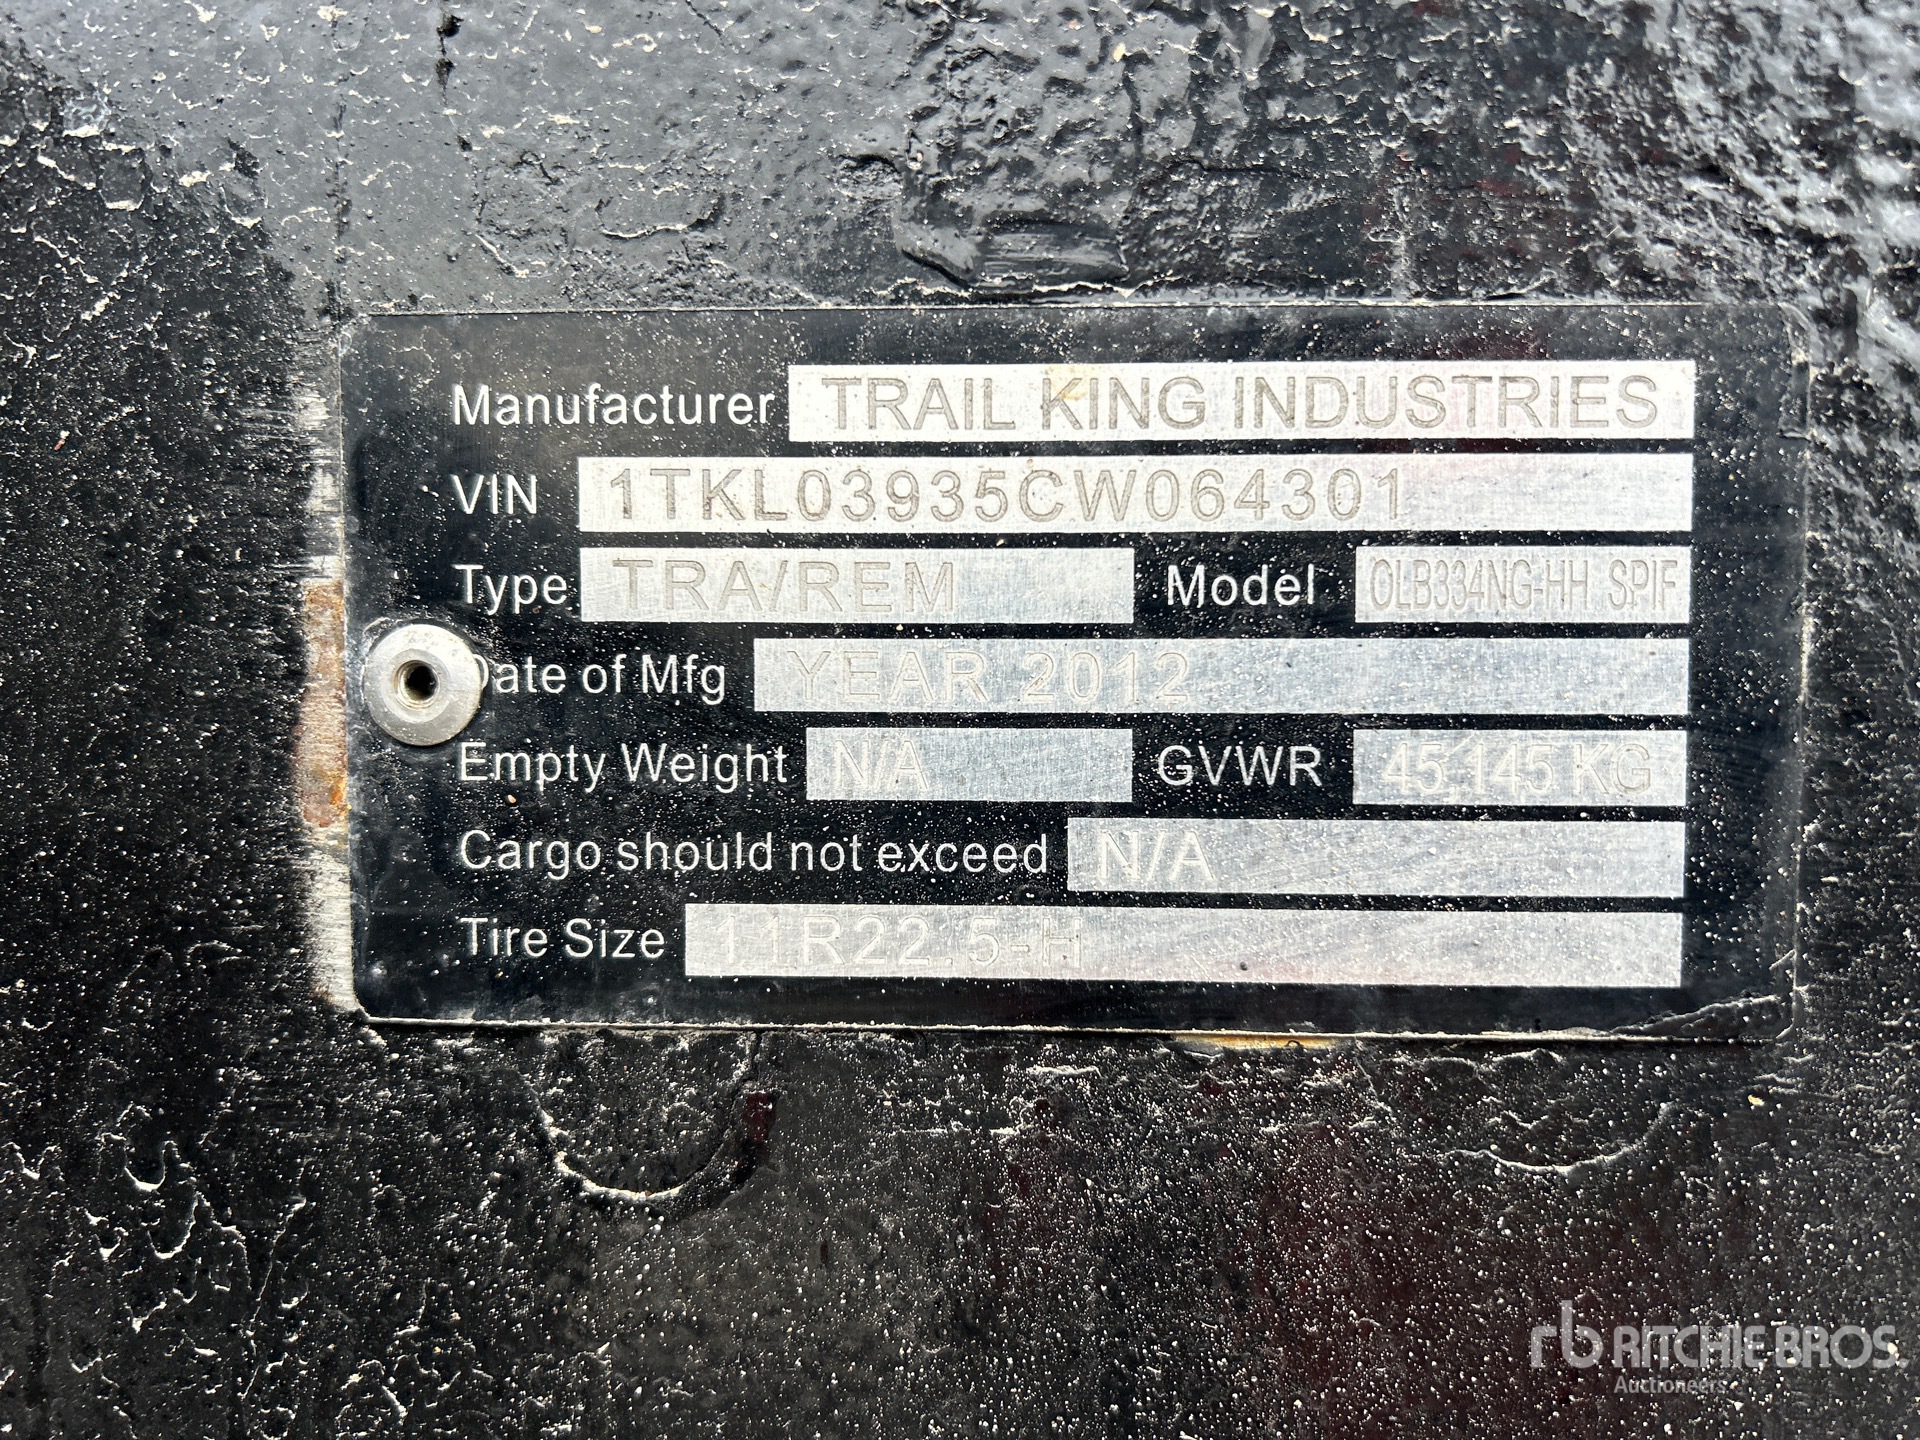 Manufacturer TRAIL KING INDUSTRIES
VIN 1TKL03935CW064301
Type TRA/REM Model OLB334NG-HH SPIF
Date of Mfg YEAR 2012
Empty Weight N/A GVWR 45,145 KG
Cargo should not exceed N/A
Tire Size 11R22.5-H
rb RITCHIE BROS.
Auctioneers